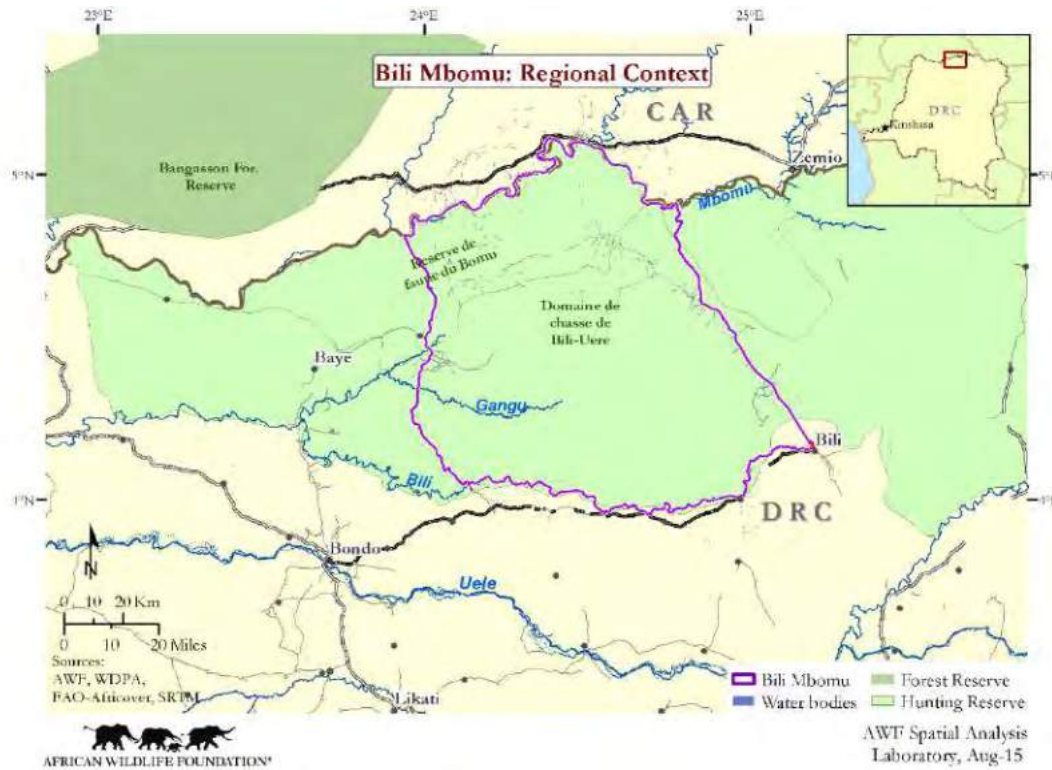 23°E
24°E
25°E
Bili Mbomu: Regional Context
CAR
DRC
Kinshasa
Bangasson For.
Reserve
Zemio
5°N
5°N
Mbomu
Reserve de
faune du Bomu
Domaine de
chasse de
Bili-Uere
Baye
Gangu
Bili
Bili
DRC
Bondo
N
Uele
0 10 20 Km
0 10 20 Miles
Sources:
AWF, WDPA,
FAO-Africover, SRTM
Likati
Bili Mbomu
Forest Reserve
Water bodies
Hunting Reserve
AWF Spatial Analysis
Laboratory, Aug-15
AFRICAN WILDLIFE FOUNDATION®